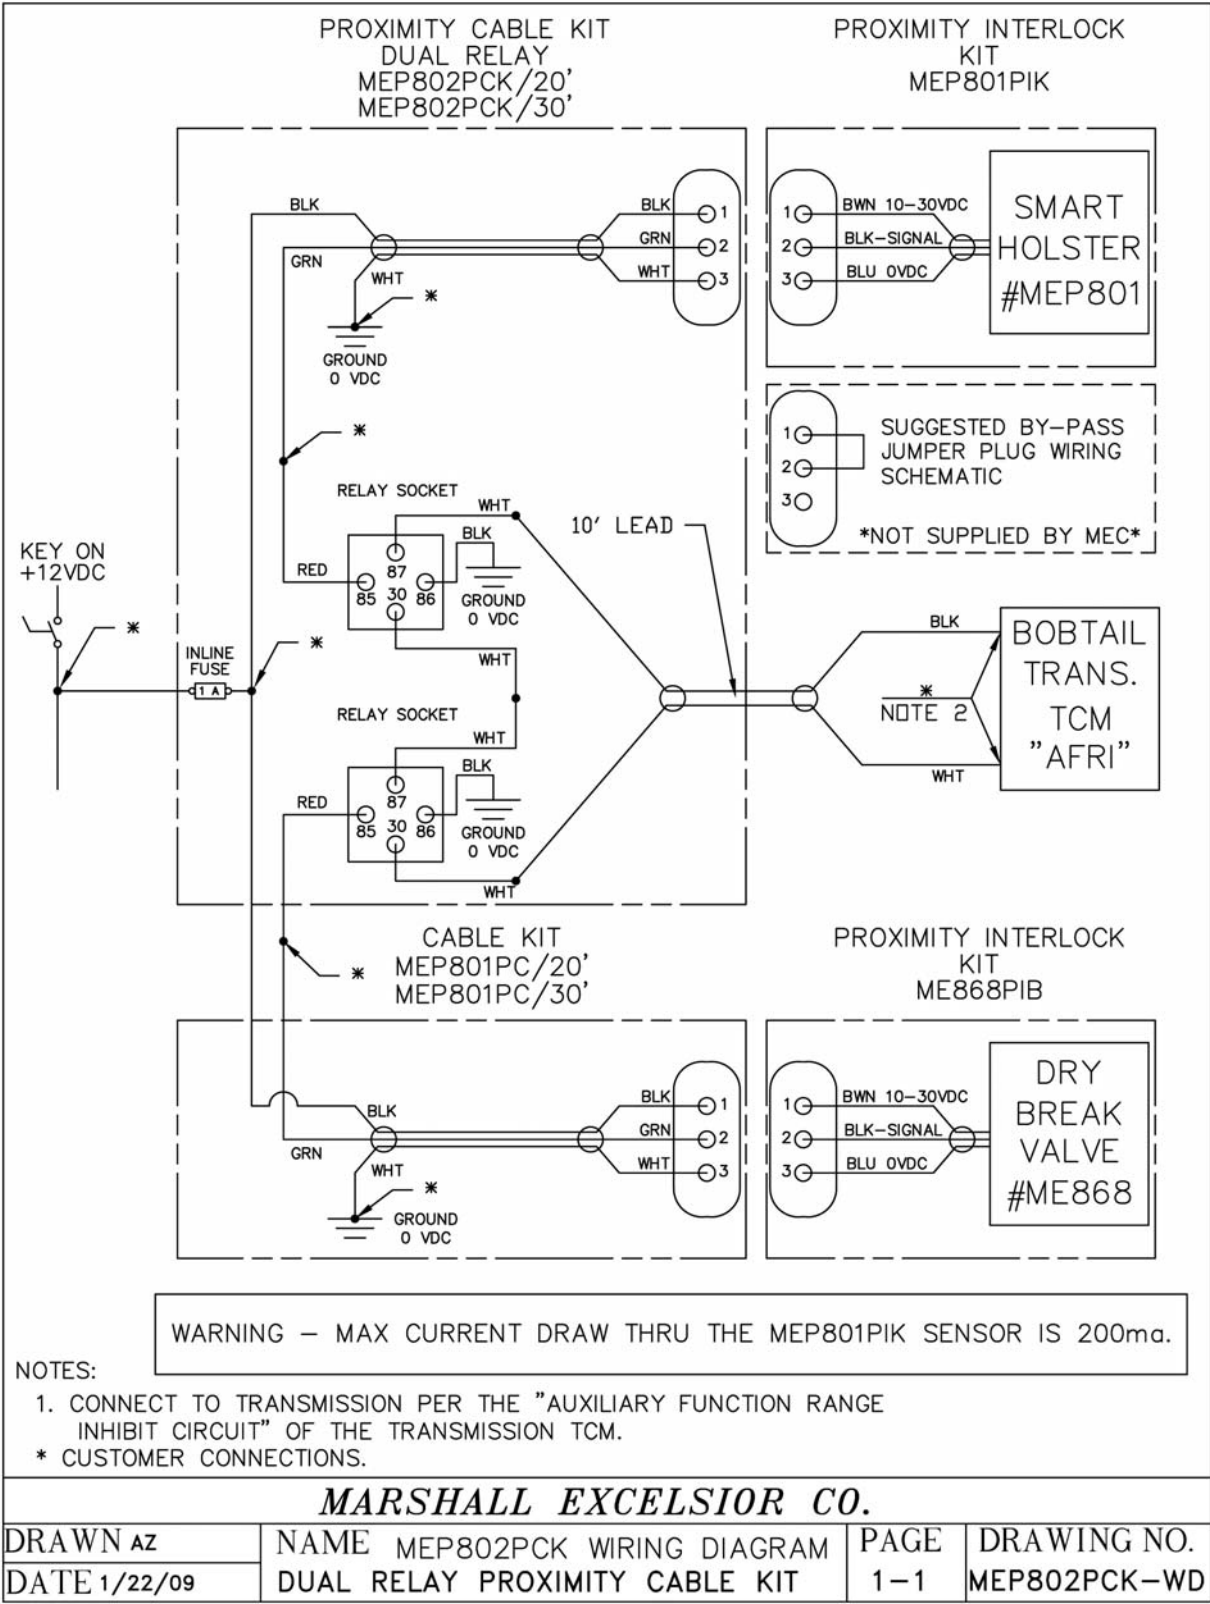 PROXIMITY CABLE KIT
DUAL RELAY
MEP802PCK/20'
MEP802PCK/30'
PROXIMITY INTERLOCK
KIT
MEP801PIK
BLK
GRN
WHT
*
GROUND
0 VDC
BLK
GRN
WHT
1
2
3
1
2
3
BWN 10-30VDC
BLK-SIGNAL
BLU 0VDC
SMART
HOLSTER
#MEP801
1
2
3
SUGGESTED BY-PASS
JUMPER PLUG WIRING
SCHEMATIC
*NOT SUPPLIED BY MEC*
*
RELAY SOCKET
WHT
BLK
RED
87
85
30
86
GROUND
0 VDC
WHT
10' LEAD
KEY ON
+12VDC
*
INLINE
FUSE
1 A
*
RELAY SOCKET
WHT
BLK
RED
87
85
30
86
GROUND
0 VDC
WHT
BLK
*
NOTE 2
WHT
BOBTAIL
TRANS.
TCM
"AFRI"
*
CABLE KIT
MEP801PC/20'
MEP801PC/30'
PROXIMITY INTERLOCK
KIT
ME868PIB
BLK
GRN
WHT
*
GROUND
0 VDC
BLK
GRN
WHT
1
2
3
1
2
3
BWN 10-30VDC
BLK-SIGNAL
BLU 0VDC
DRY
BREAK
VALVE
#ME868
WARNING - MAX CURRENT DRAW THRU THE MEP801PIK SENSOR IS 200ma.
NOTES:
1. CONNECT TO TRANSMISSION PER THE "AUXILIARY FUNCTION RANGE
INHIBIT CIRCUIT" OF THE TRANSMISSION TCM.
* CUSTOMER CONNECTIONS.
MARSHALL EXCELSIOR CO.
DRAWN AZ
DATE 1/22/09
NAME MEP802PCK WIRING DIAGRAM
DUAL RELAY PROXIMITY CABLE KIT
PAGE
1-1
DRAWING NO.
MEP802PCK-WD